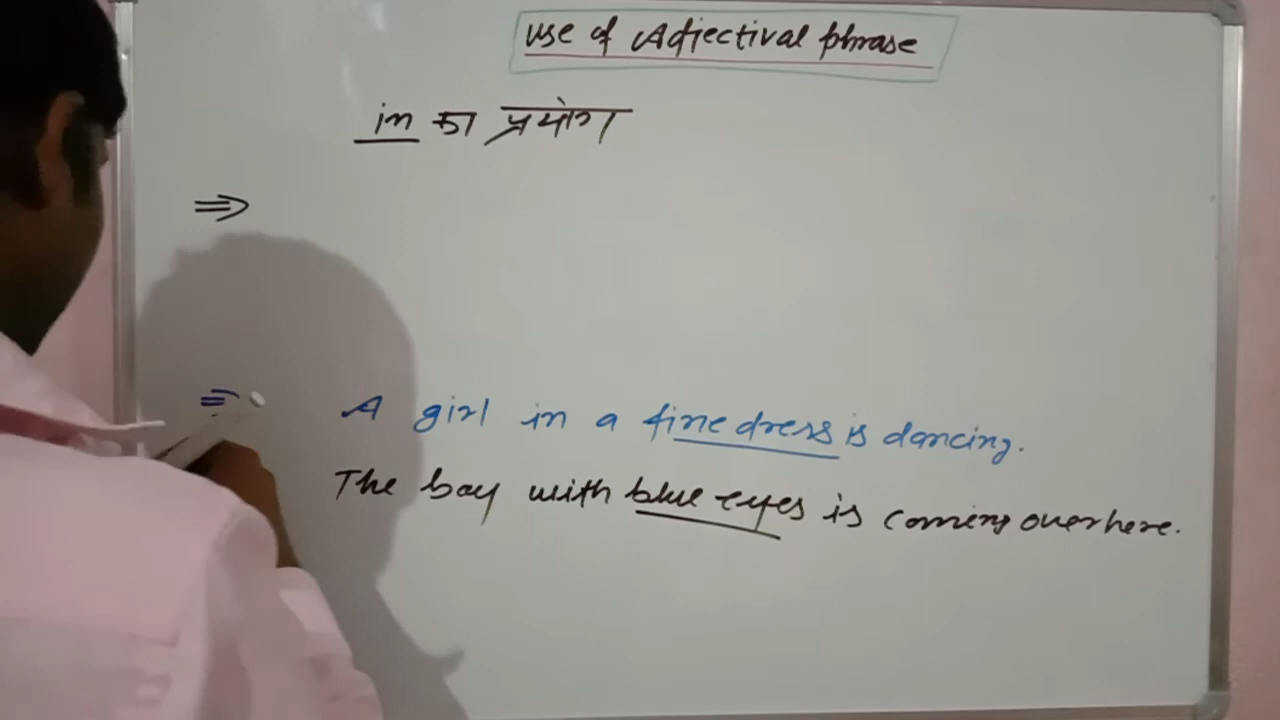 Use of Adjectival phrase
in का प्रयोग
⇒
⇒ A girl in a fine dress is dancing.
The boy with blue eyes is coming over here.